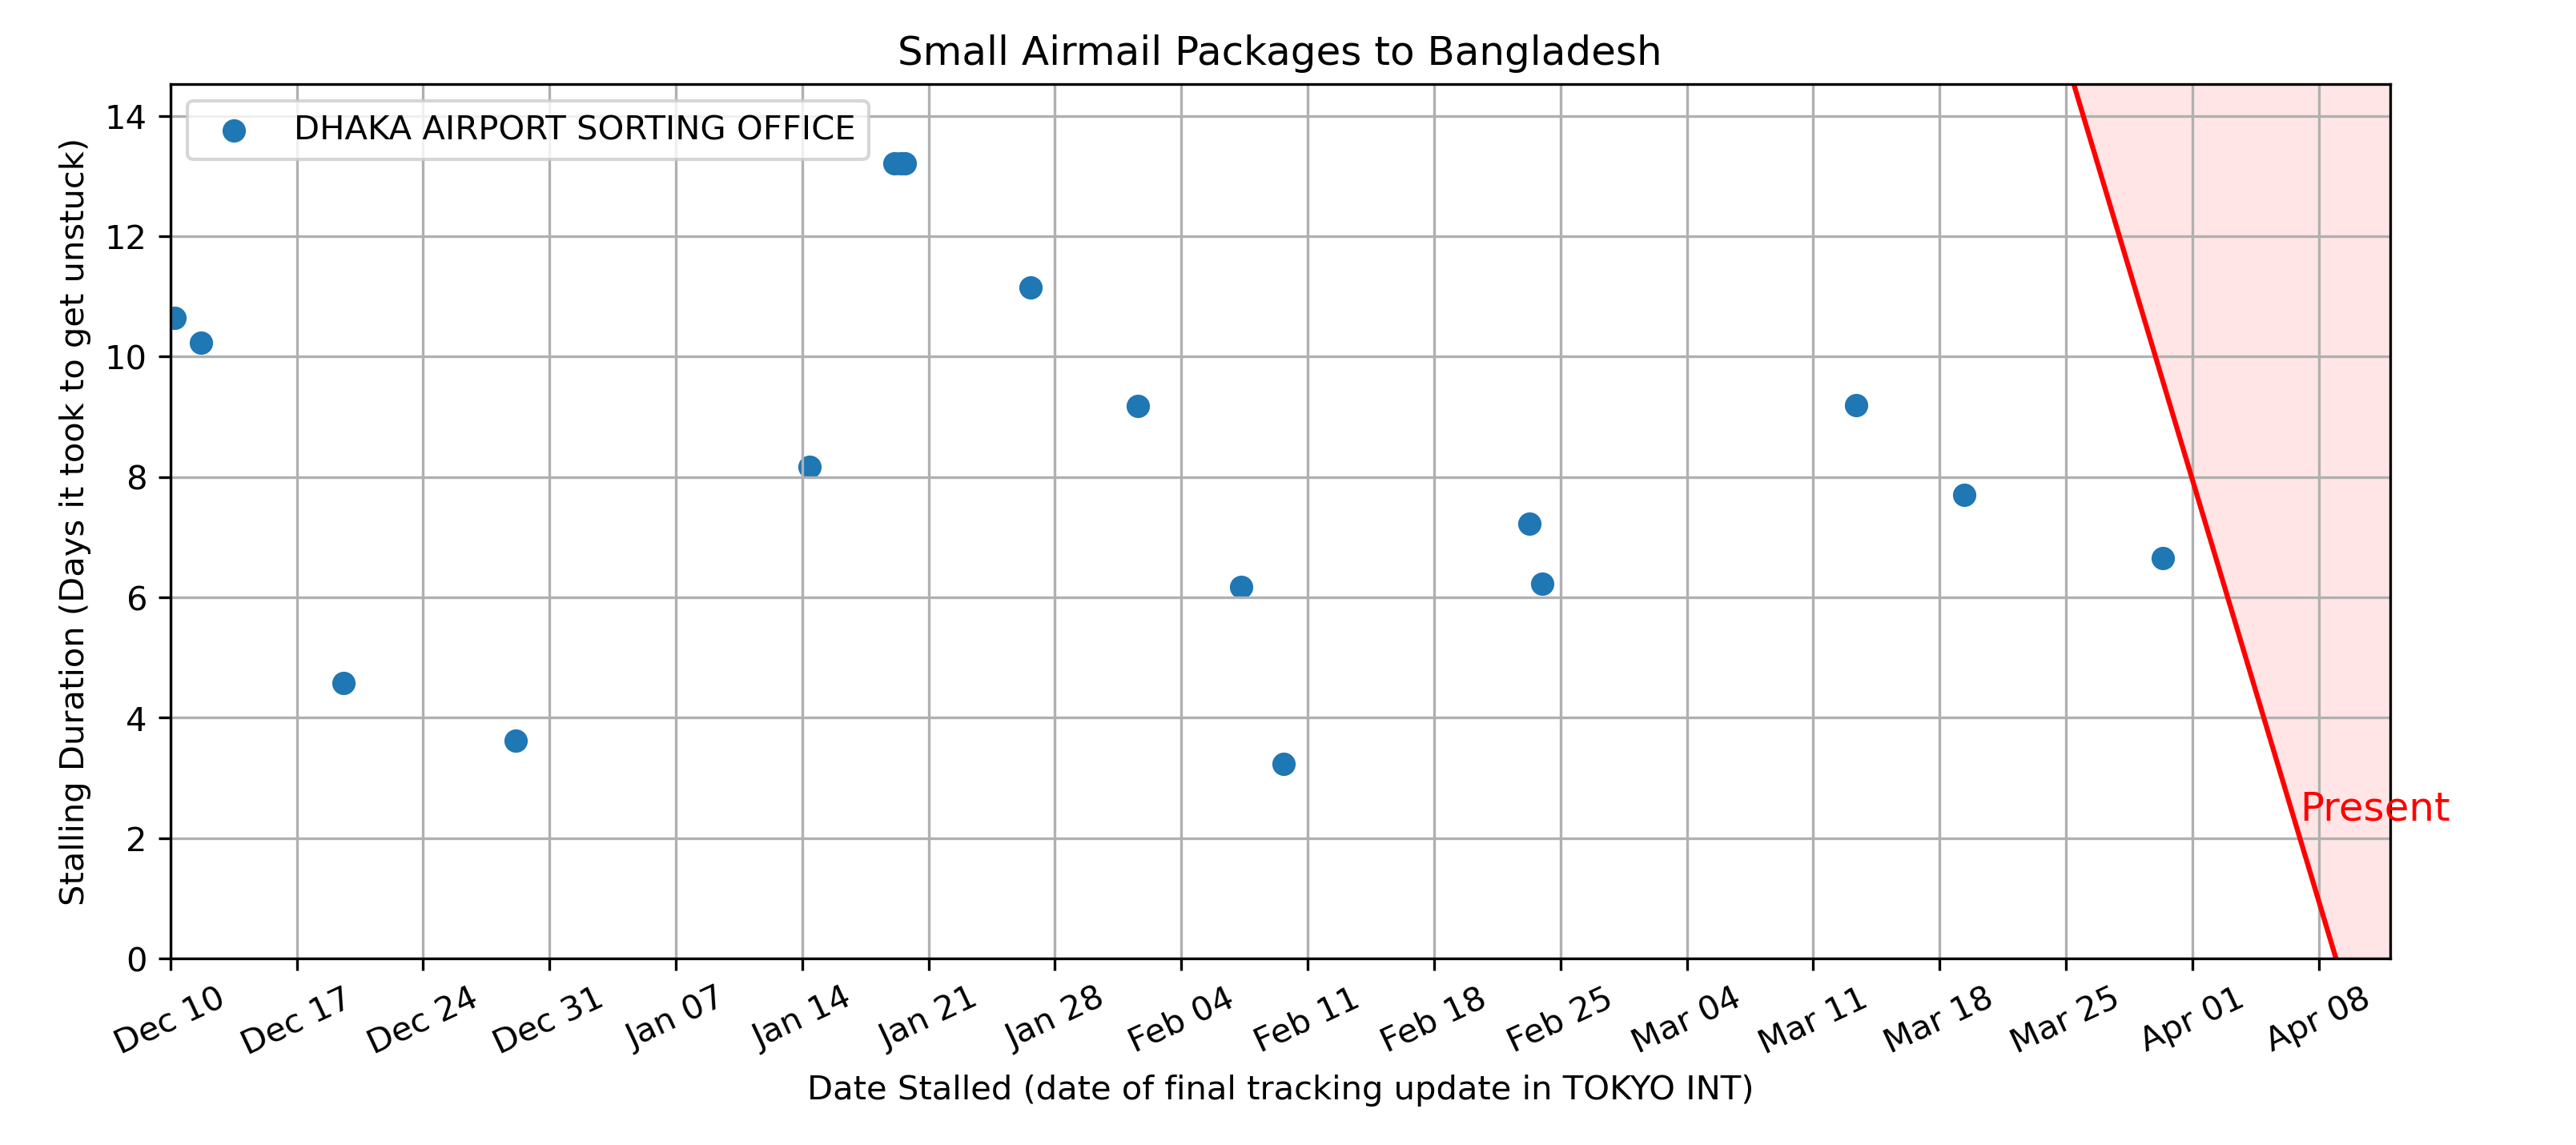 Small Airmail Packages to Bangladesh
DHAKA AIRPORT SORTING OFFICE
Stalling Duration (Days it took to get unstuck)
14
12
10
8
6
4
2
0
Present
Dec 10 Dec 17 Dec 24 Dec 31 Jan 07 Jan 14 Jan 21 Jan 28 Feb 04 Feb 11 Feb 18 Feb 25 Mar 04 Mar 11 Mar 18 Mar 25 Apr 01 Apr 08
Date Stalled (date of final tracking update in TOKYO INT)